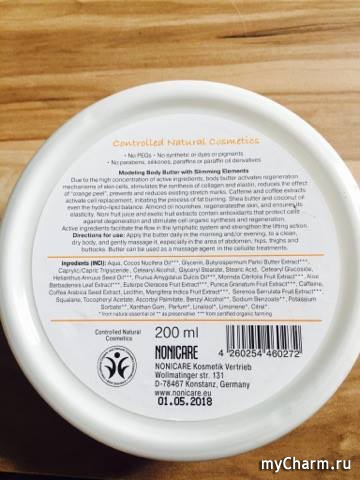 Controlled Natural Cosmetics
• No PEGs • No synthetic or dyes or pigments
• No parabens, silicones, paraffins or paraffin of derivatives
Modeling Body Butter with Slimming Elements
Due to the high concentration of active ingredients, body butter activates regeneration
mechanisms of skin cells, stimulates the synthesis of collagen and elastin, reduces the effect
of "orange peel", prevents and reduces existing stretch marks. Caffeine and coffee extracts
activate cell replacement, initiating the process of fat burning. Shea butter and coconut oil
even the hydro-lipid balance. Almond oil nourishes, regenerates the skin, and ensures its
elasticity. Noni fruit juice and exotic fruit extracts contain antioxidants that protect cells
against degeneration and stimulate cell organic synthesis and regeneration.
Active ingredients facilitate the flow in the lymphatic system and strengthen the lifting action.
Directions for use: Apply the butter daily in the morning and/or evening, to a clean,
dry body, and gently massage it, especially in the area of abdomen, hips, thighs and
buttocks. Butter can be used as a massage agent in the cellulite treatments.
Ingredients (INCI): Aqua, Cocos Nucifera Oil***, Glycerin, Butyrospermum Parkii Butter Extract***,
Caprylic/Capric Triglyceride , Cetearyl Alcohol, Glyceryl Stearate, Stearic Acid, Cetearyl Glucoside,
Helianthus Annuus Seed Oil***, Prunus Amygdalus Dulcis Oil***, Morinda Citrifolia Fruit Extract***, Aloe
Barbadensis Leaf Extract***, Euterpe Oleracea Fruit Extract***, Punica Granatum Fruit Extract***, Caffeine,
Coffea Arabica Seed Extract, Lecithin, Mangifera Indica Fruit Extract***, Serenoa Serrulata Fruit Extract***,
Squalane, Tocopheryl Acetate, Ascorbyl Palmitate, Benzyl Alcohol**, Sodium Benzoate**, Potassium
Sorbate**, Xanthan Gum, Parfum*, Linalool*, Limonene*, Citral*
* from natural essential oil ** as preservative *** from certified organic farming
Controlled Natural
Cosmetics
200 ml
NONICARE
NONICARE Kosmetik Vertrieb
Wollmatinger str. 131
D-78467 Konstanz, Germany
www.nonicare.eu
01.05.2018
4 260254 460272
myCharm.ru